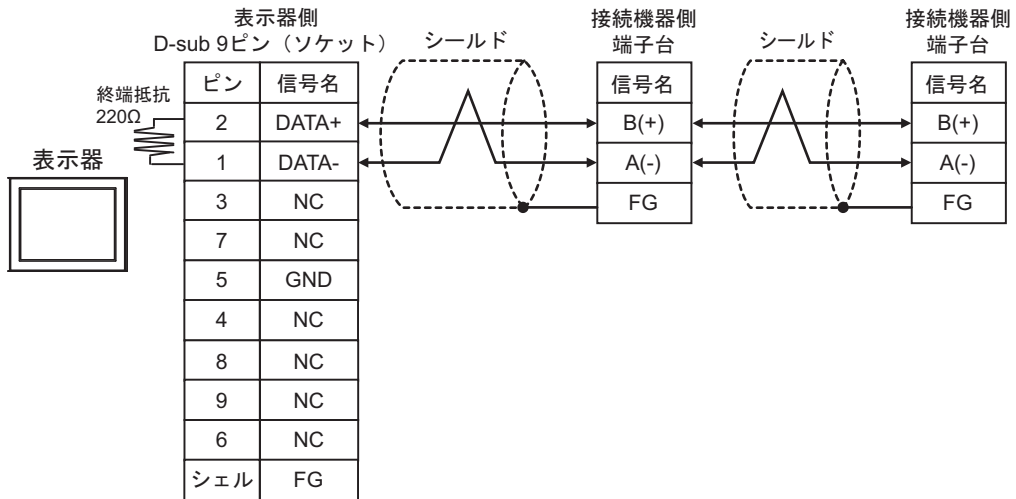 表示器側
D-sub 9ピン（ソケット）
シールド
接続機器側
端子台
シールド
接続機器側
端子台
終端抵抗
220Ω
表示器
ピン 信号名
2 DATA+
1 DATA-
3 NC
7 NC
5 GND
4 NC
8 NC
9 NC
6 NC
シェル FG
信号名
B(+)
A(-)
FG
信号名
B(+)
A(-)
FG